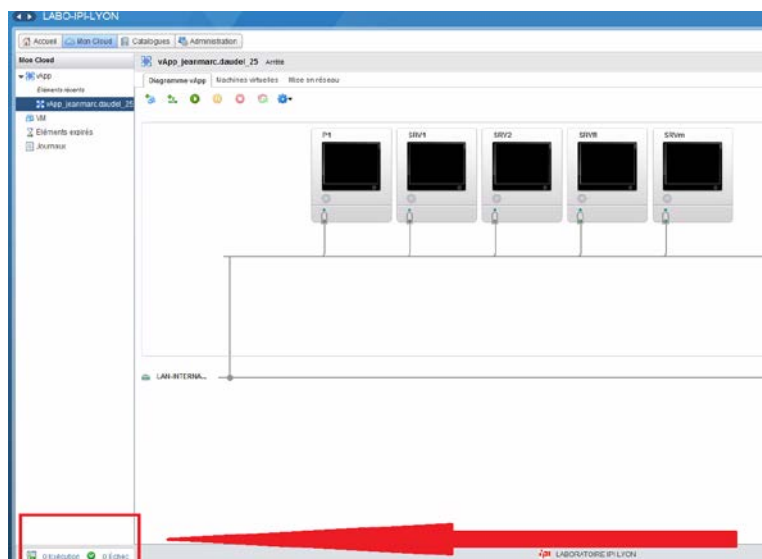 LABO-IPI-LYON
Accueil Mon Cloud Catalogues Administration
Mon Cloud
vApp_jeanmarc.daudel_25 Arrêté
vApp
Diagramme vApp Machines virtuelles Mise en réseau
Éléments récents
vApp_jeanmarc.daudel_25
VM
Éléments expirés
Journaux
P1 SRV1 SRV2 SRVfl SRVm
LAN-INTERNA...
0 Exécution 0 Échec
ipi LABORATOIRE IPI LYON